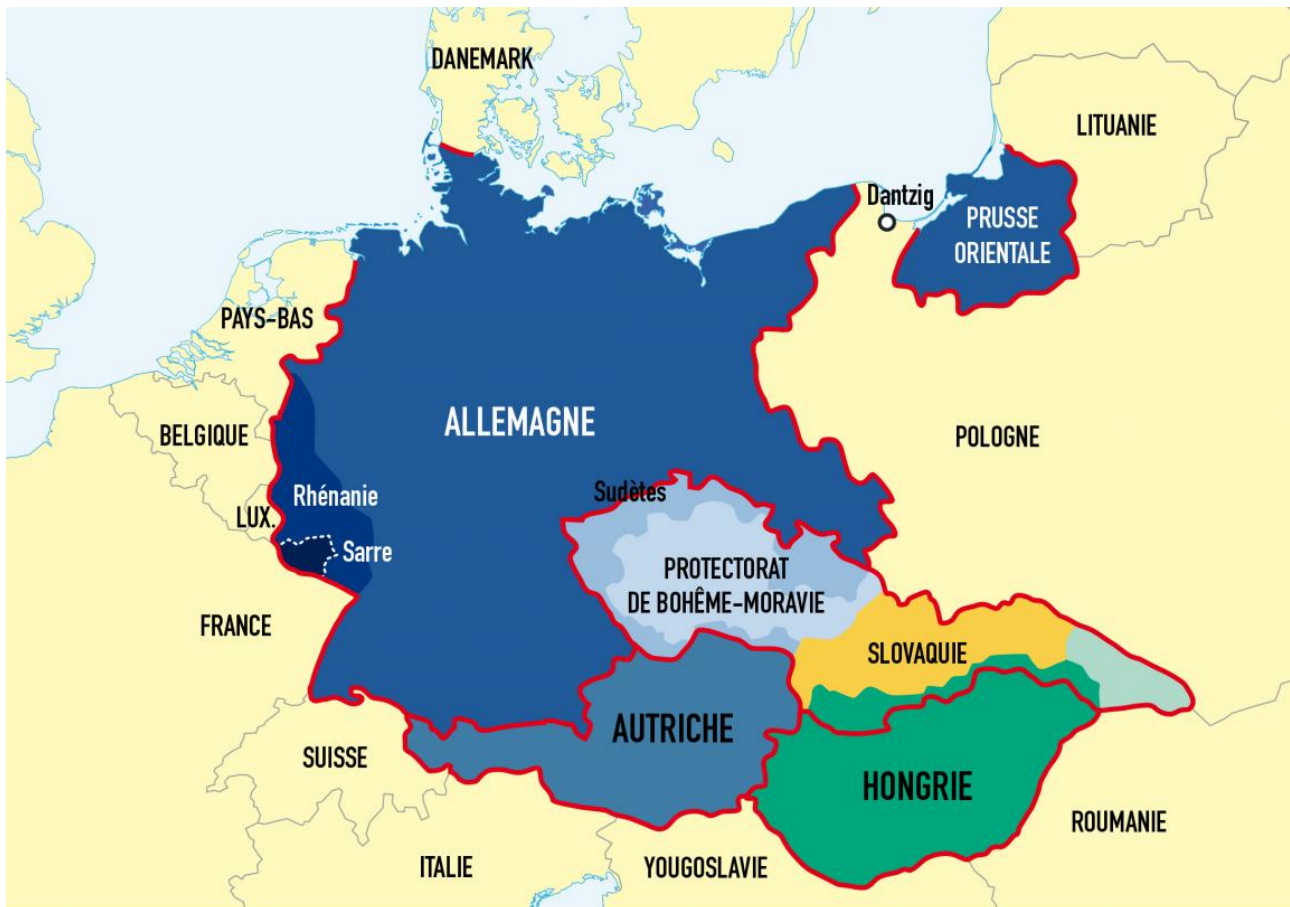 DANEMARK
LITUANIE
Dantzig
PRUSSE
ORIENTALE
PAYS-BAS
ALLEMAGNE
BELGIQUE
POLOGNE
Rhénanie
Sudètes
LUX.
Sarre
PROTECTORAT
DE BOHÊME-MORAVIE
FRANCE
SLOVAQUIE
AUTRICHE
SUISSE
HONGRIE
ROUMANIE
ITALIE
YOUGOSLAVIE